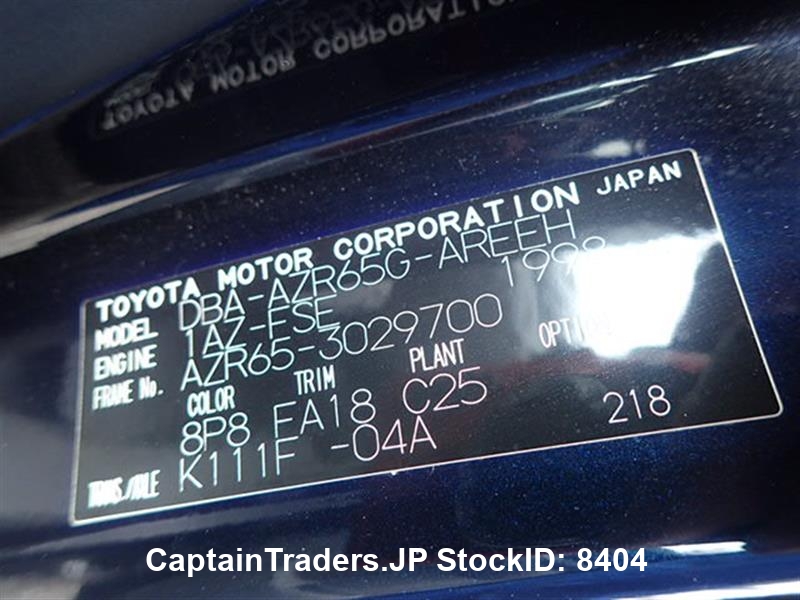 TOYOTA MOTOR CORPORATION
TOYOTA MOTOR CORPORATION JAPAN
MODEL DBA-AZR65G-AREEH
ENGINE 1AZ-FSE 1998
FRAME No. AZR65-3029700
COLOR TRIM PLANT OPTION
8P8 FA18 C25
TRANS./AXLE K111F -04A 218
CaptainTraders.JP StockID: 8404